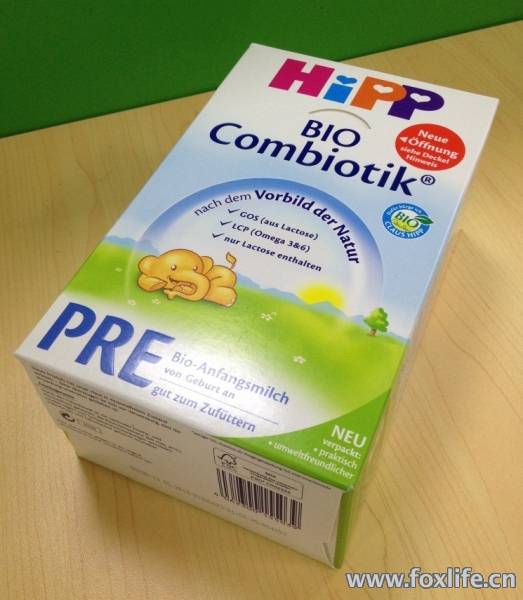 HiPP
BIO
Combiotik®
Neue
Öffnung
siehe Deckel
Hinweis
nach dem Vorbild der Natur
✓ GOS (aus Lactose)
✓ LCP (Omega 3&6)
✓ nur Lactose enthalten
BIO
CLAUS HIPP
PRE
Bio-Anfangsmilch
von Geburt an
gut zum Zufüttern
NEU
verpackt:
• praktisch
• umweltfreundlicher
FSC
www.foxlife.cn